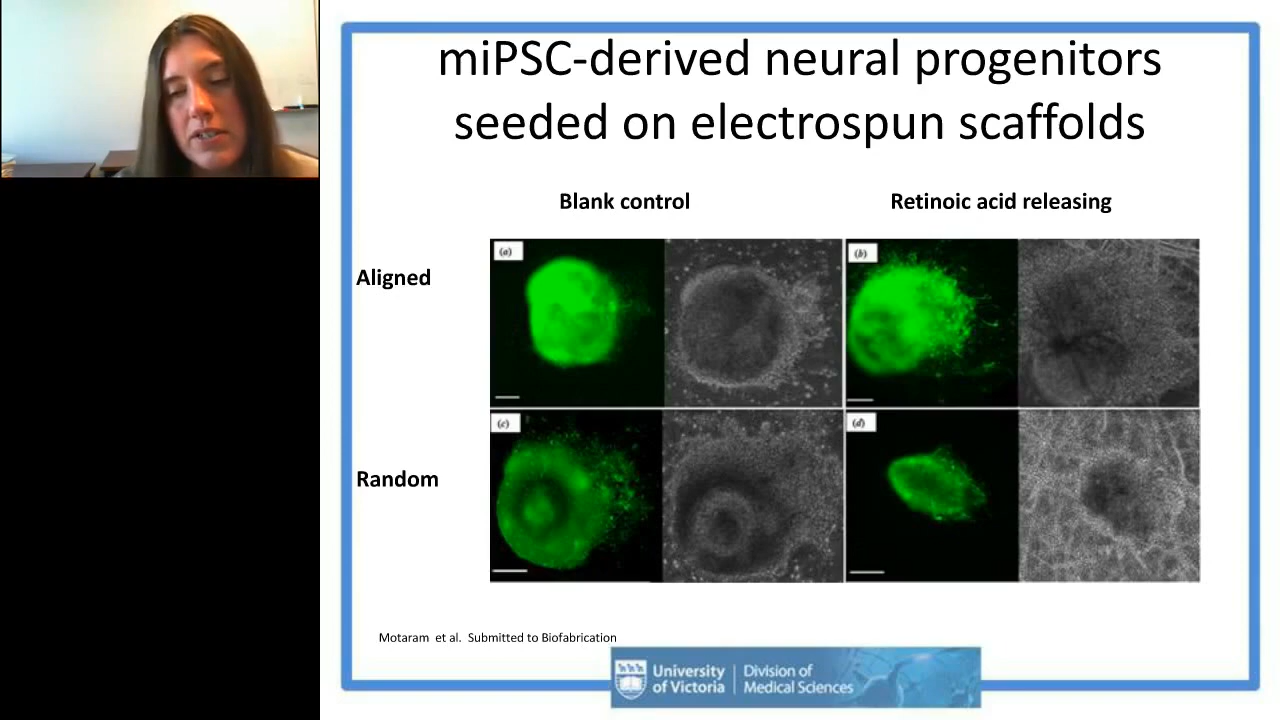 miPSC-derived neural progenitors
seeded on electrospun scaffolds
Blank control
Retinoic acid releasing
Aligned
(a)
(b)
Random
(c)
(d)
Motaram et al. Submitted to Biofabrication
University
of Victoria
Division of
Medical Sciences